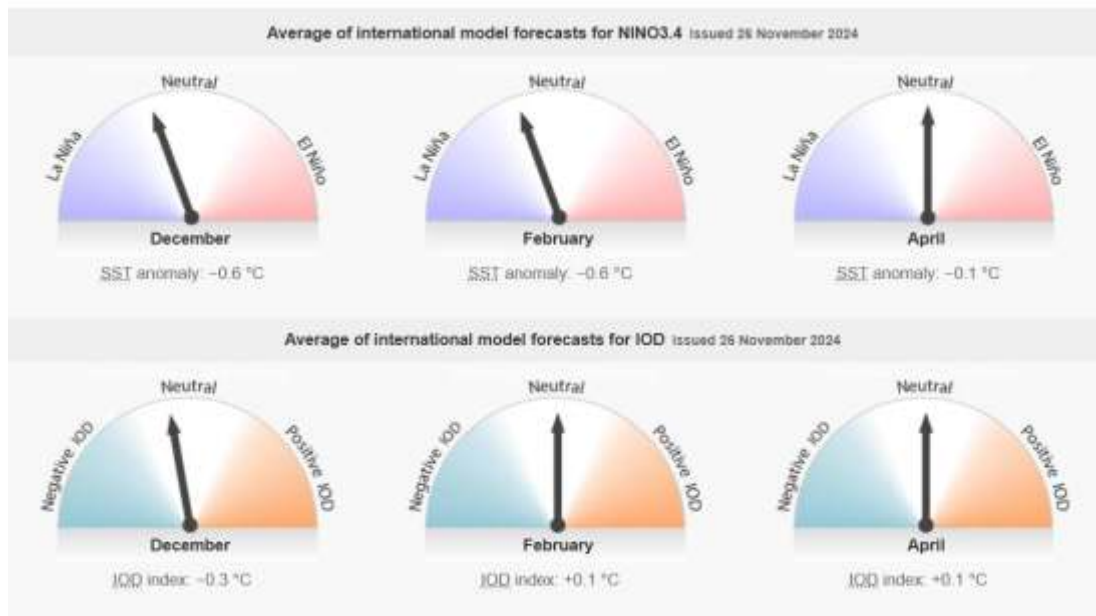 Average of international model forecasts for NINO3.4 Issued 26 November 2024
Neutral Neutral Neutral
La Niña El Niño La Niña El Niño La Niña El Niño
December February April
SST anomaly: −0.6 °C SST anomaly: −0.6 °C SST anomaly: −0.1 °C
Average of international model forecasts for IOD Issued 26 November 2024
Neutral Neutral Neutral
Negative IOD Positive IOD Negative IOD Positive IOD Negative IOD Positive IOD
December February April
IOD index: −0.3 °C IOD index: +0.1 °C IOD index: +0.1 °C